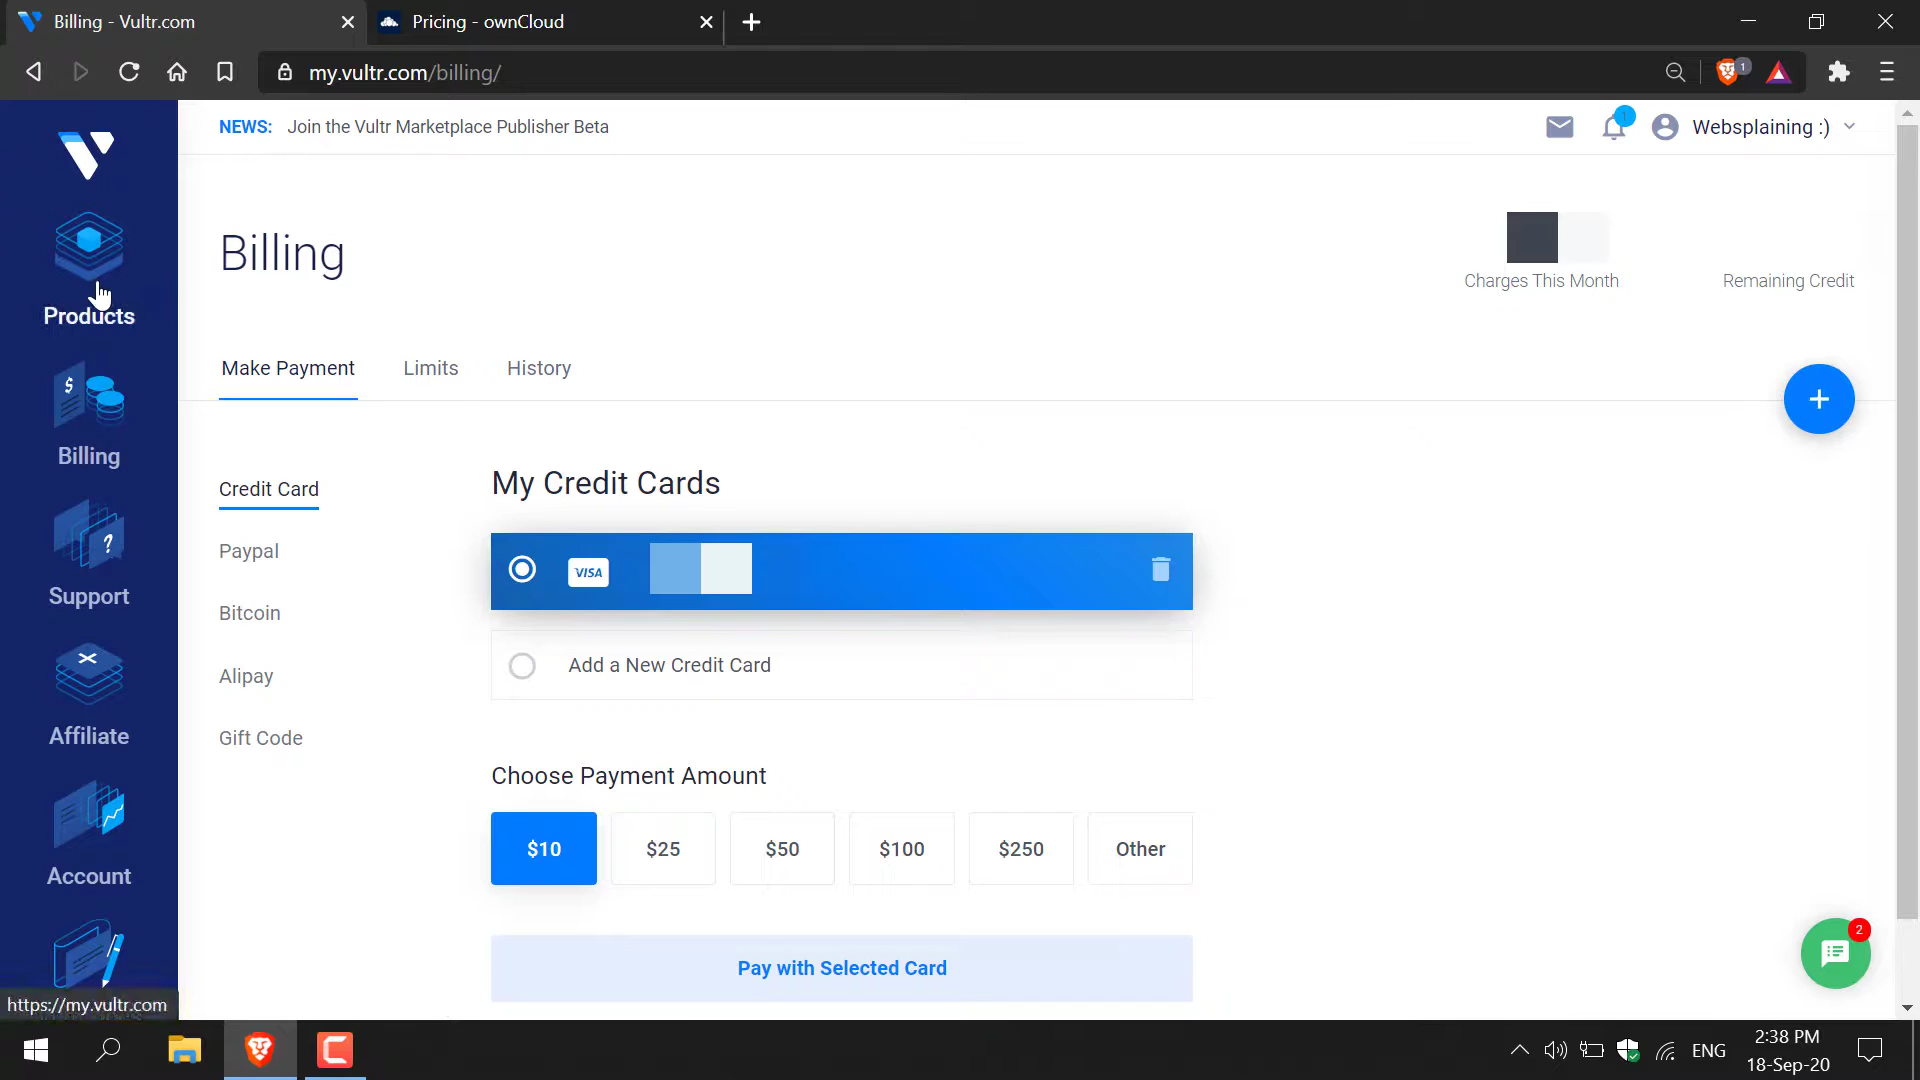 Billing - Vultr.com
Pricing - ownCloud
my.vultr.com/billing/
1
NEWS: Join the Vultr Marketplace Publisher Beta
1
Websplaining :)
Products
Billing
Support
Affiliate
Account
Billing
Charges This Month
Remaining Credit
Make Payment
Limits
History
Credit Card
Paypal
Bitcoin
Alipay
Gift Code
My Credit Cards
VISA
Add a New Credit Card
Choose Payment Amount
$10
$25
$50
$100
$250
Other
Pay with Selected Card
2
https://my.vultr.com
ENG
2:38 PM
18-Sep-20